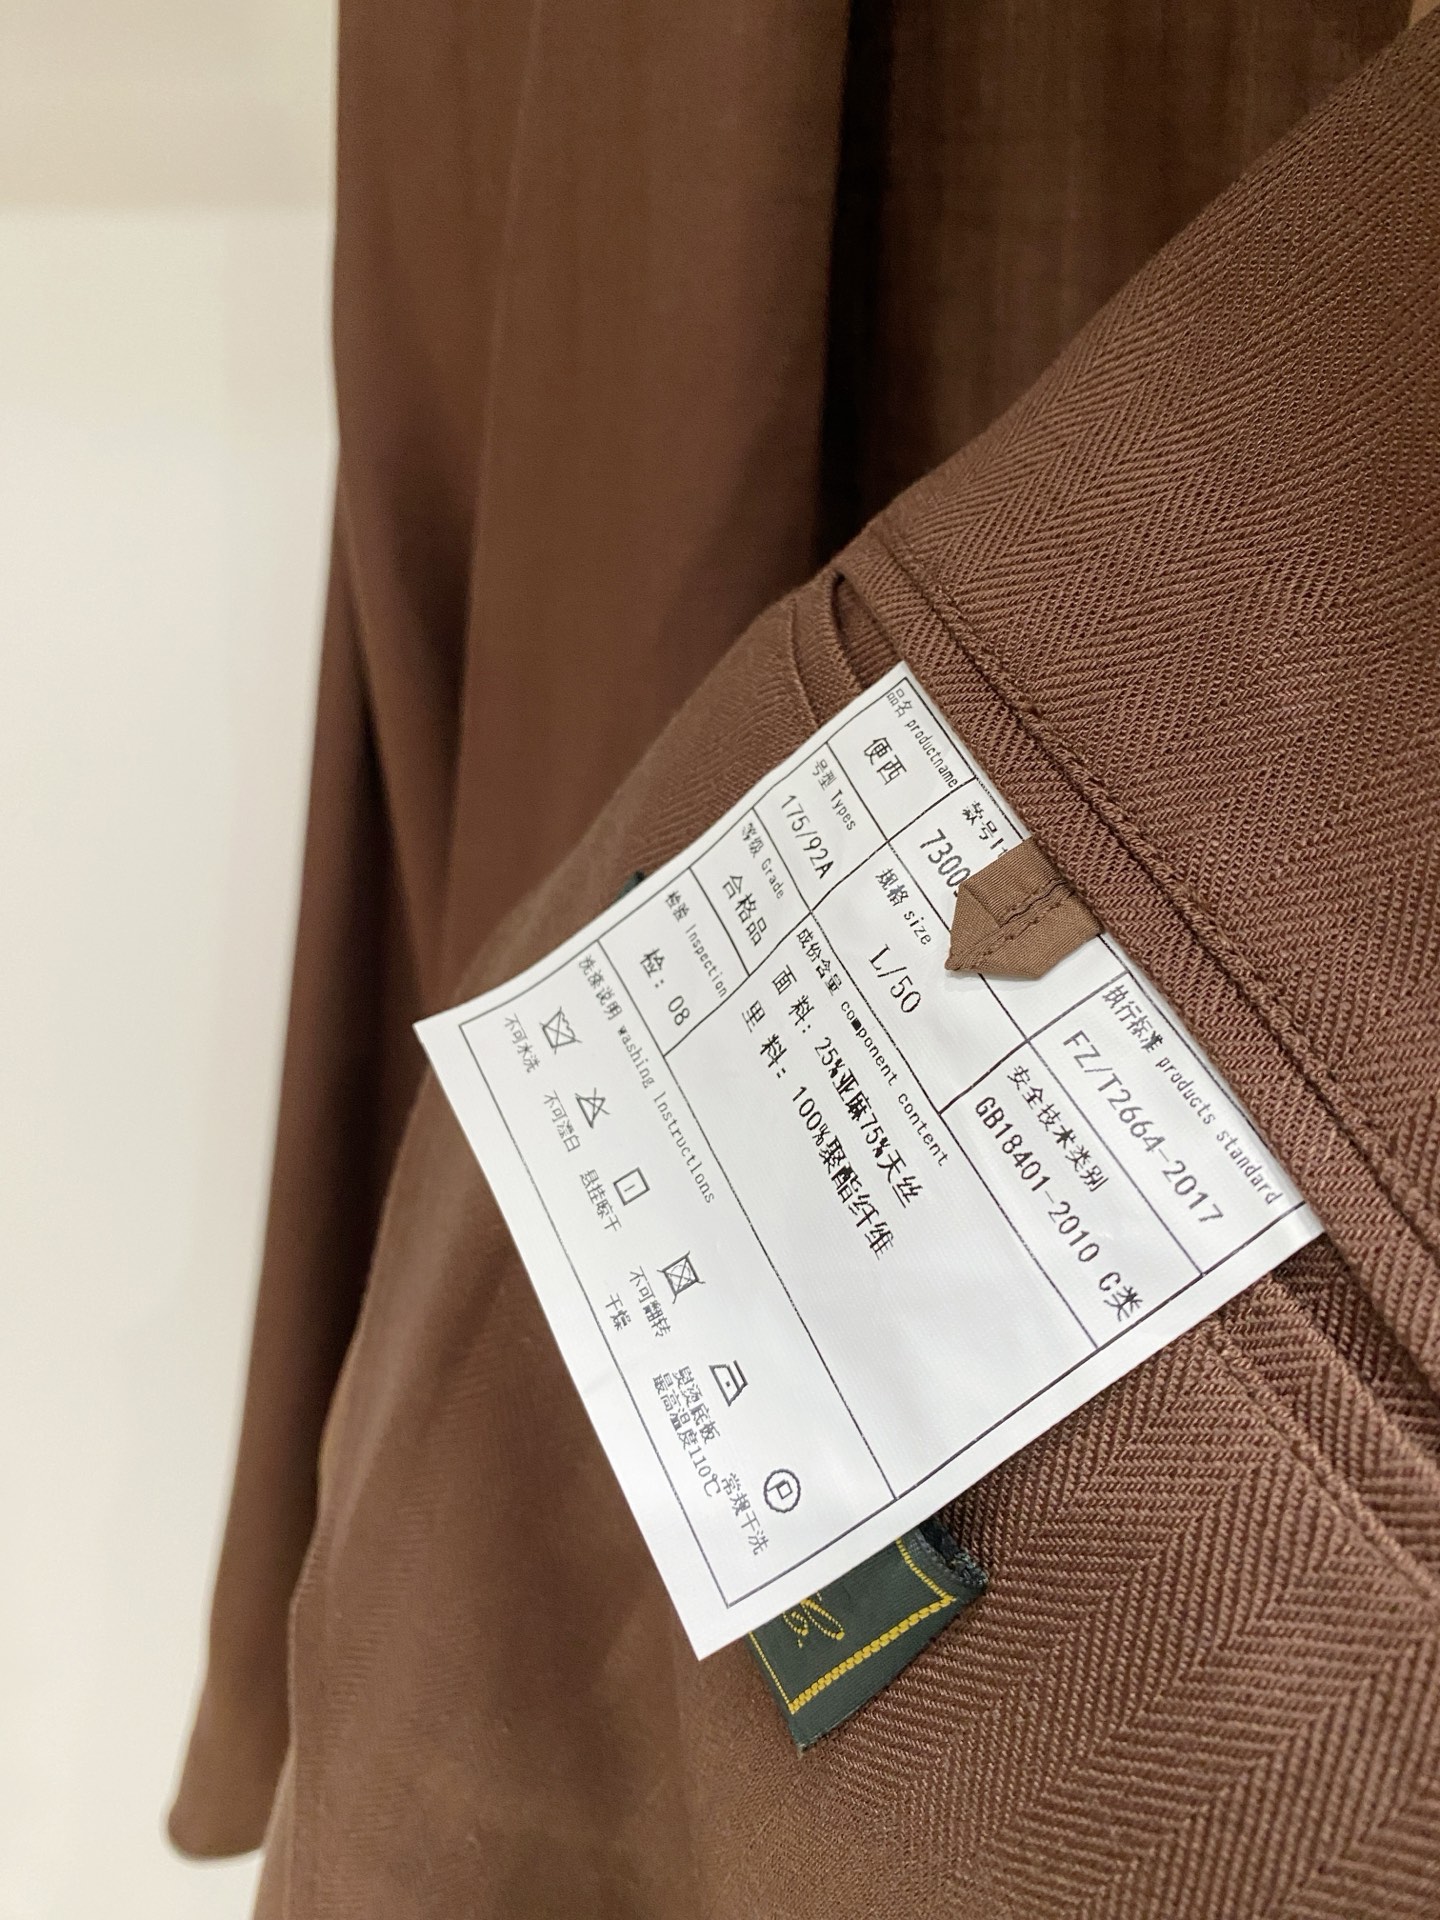 品名 productname
便西
款号
7300
号型 Types
175/92A
规格 size
L/50
执行标准 products standard
FZ/T2664-2017
等级 Grade
合格品
成份含量 component content
面 料: 25%亚麻75%天丝
里 料: 100%聚酯纤维
安全技术类别
GB18401-2010 C类
检验 Inspection
检: 08
洗涤说明 washing Instructions
不可水洗
不可漂白
悬挂晾干
不可翻转
干燥
熨烫底板
最高温度110℃
P
常规干洗